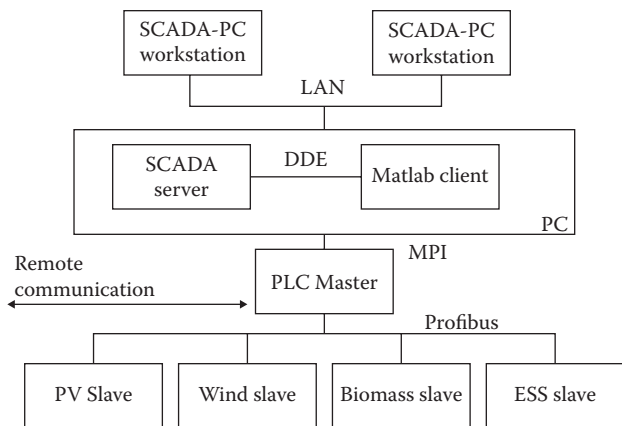 SCADA-PC
workstation
SCADA-PC
workstation
LAN
SCADA
server
DDE
Matlab client
PC
MPI
Remote
communication
PLC Master
Profibus
PV Slave
Wind slave
Biomass slave
ESS slave